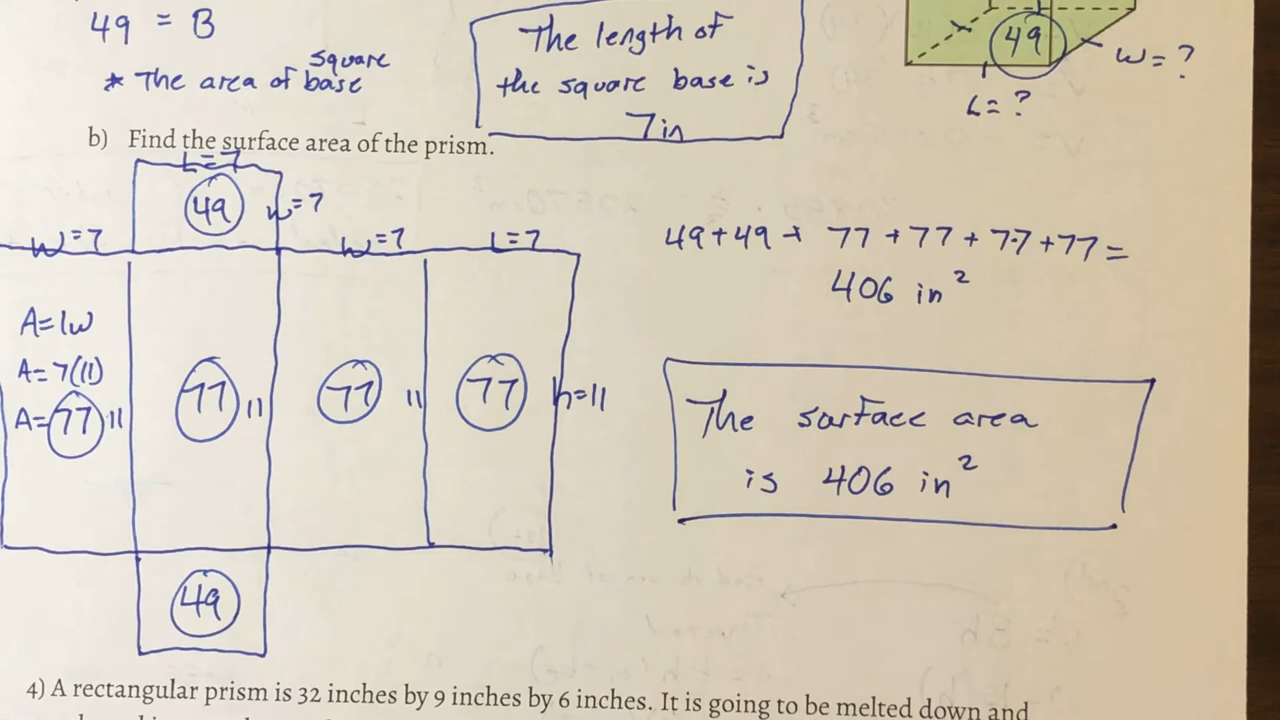 49 = B
* The area of square base
The length of
the square base is
7in
49
W = ?
L = ?
b) Find the surface area of the prism.
L=7
49
W=7
W=7
W=7
L=7
A=lw
A=7(11)
A=77
11
77
11
77
11
77
h=11
49
49+49+ 77+77+77+77=
406 in²
The surface area
is 406 in²
4) A rectangular prism is 32 inches by 9 inches by 6 inches. It is going to be melted down and